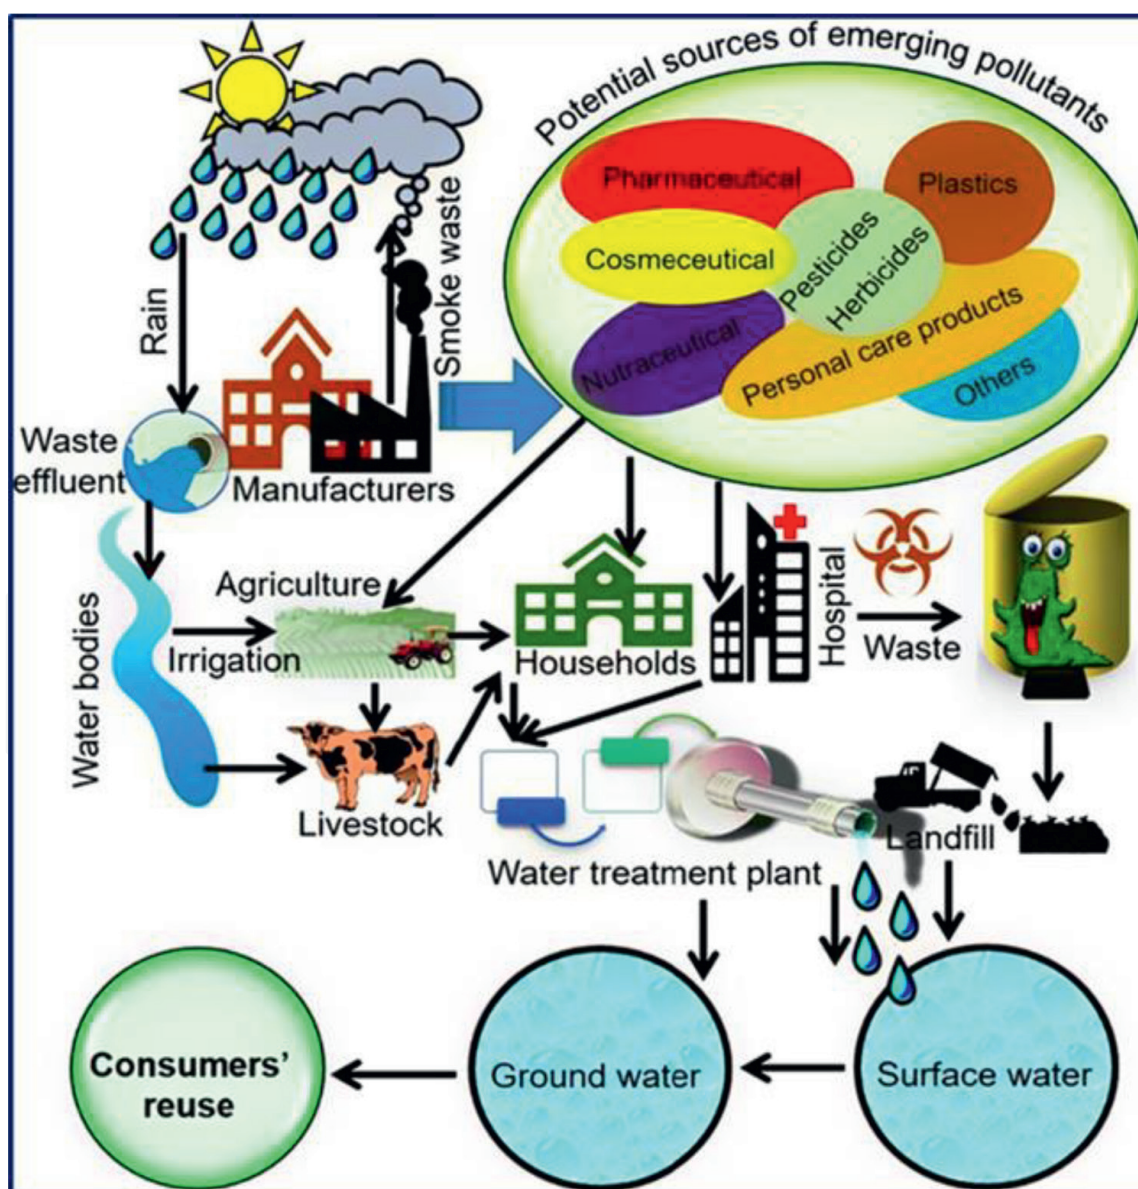 Potential sources of emerging pollutants
Pharmaceutical
Plastics
Cosmeceutical
Pesticides
Herbicides
Nutraceutical
Personal care products
Others
Rain
Smoke waste
Waste
effluent
Manufacturers
Agriculture
Water bodies
Irrigation
Households
Hospital
Waste
Livestock
Landfill
Water treatment plant
Consumers’
reuse
Ground water
Surface water